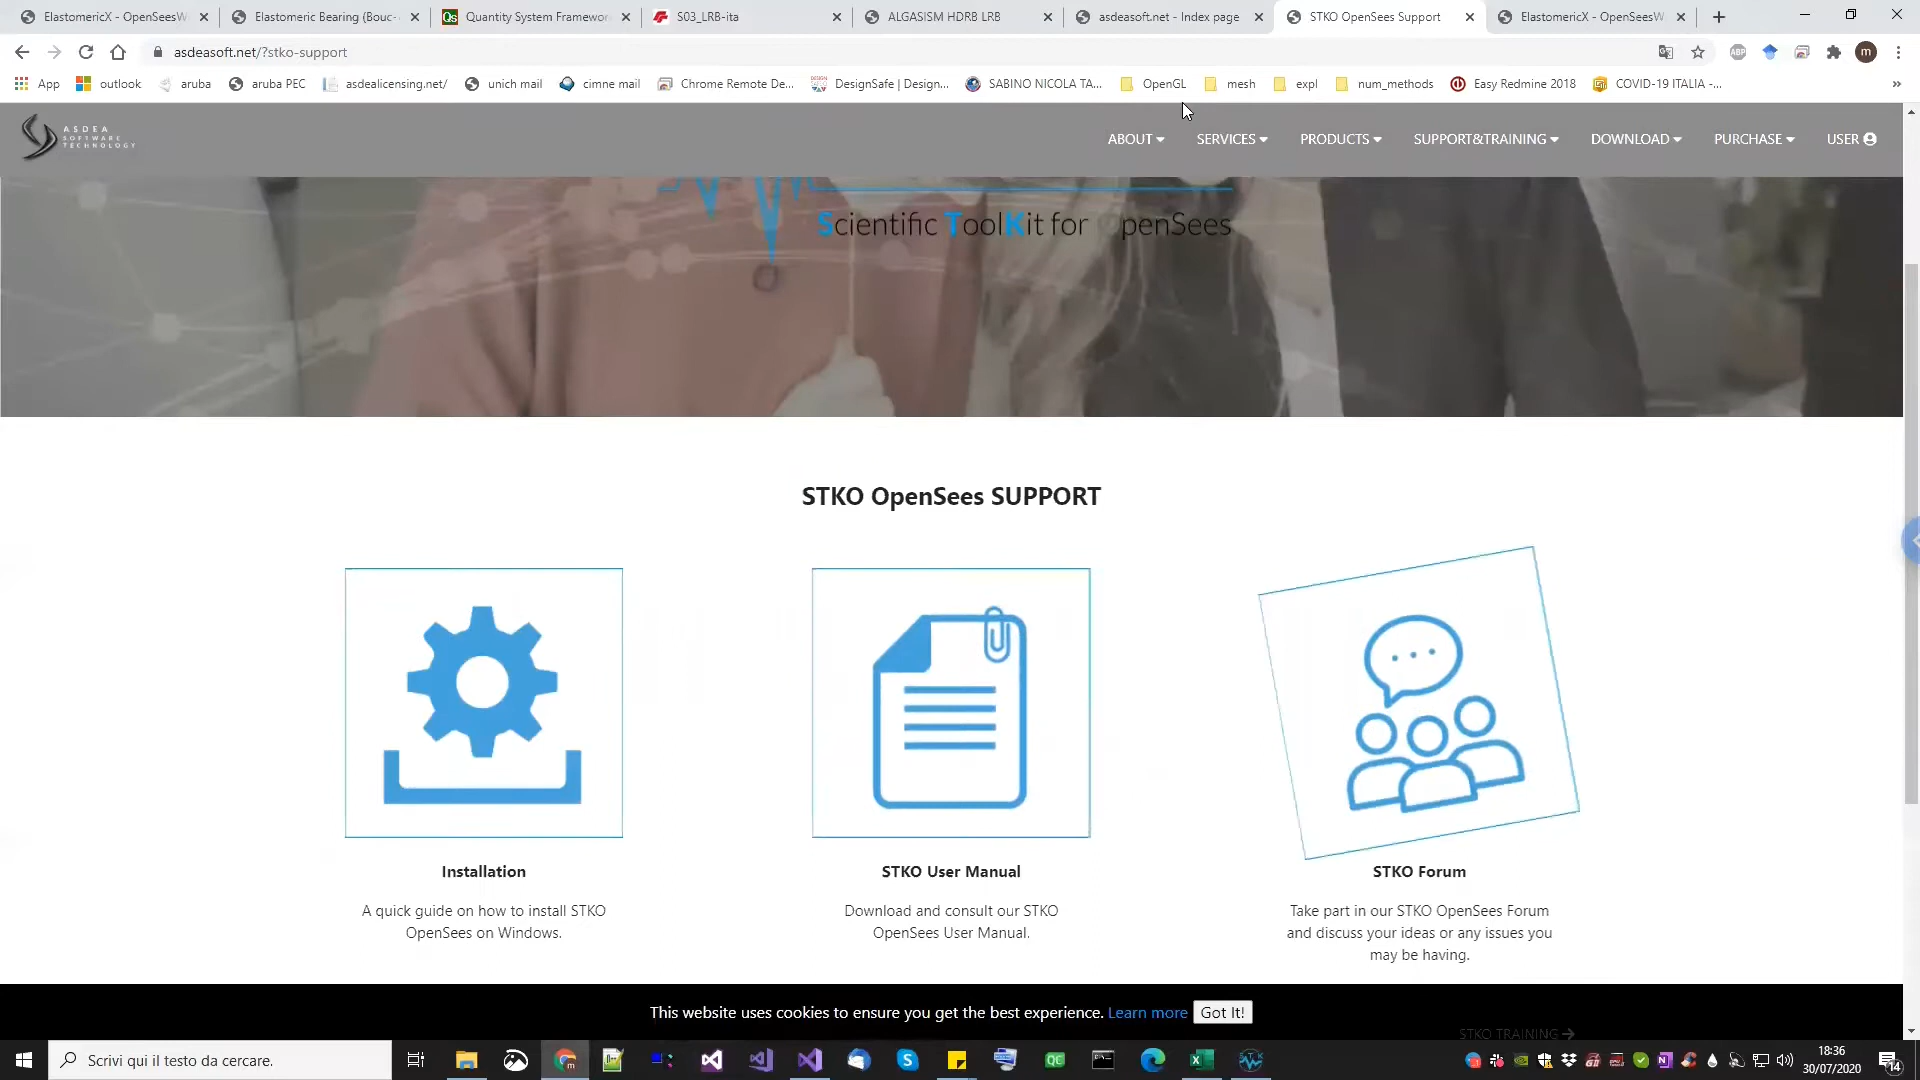 ElastomericX - OpenSeesW
Elastomeric Bearing (Bouc-
Quantity System Framewor
S03_LRB-ita
ALGASISM HDRB LRB
asdeasoft.net - Index page
STKO OpenSees Support
ElastomericX - OpenSeesW
asdeasoft.net/?stko-support
App
outlook
aruba
aruba PEC
asdealicensing.net/
unich mail
cimne mail
Chrome Remote De...
DesignSafe | Design...
SABINO NICOLA TA...
OpenGL
mesh
expl
num_methods
Easy Redmine 2018
COVID-19 ITALIA -...
ASDEA
SOFTWARE
TECHNOLOGY
ABOUT
SERVICES
PRODUCTS
SUPPORT&TRAINING
DOWNLOAD
PURCHASE
USER
Scientific ToolKit for OpenSees
STKO OpenSees SUPPORT
Installation
A quick guide on how to install STKO
OpenSees on Windows.
STKO User Manual
Download and consult our STKO
OpenSees User Manual.
STKO Forum
Take part in our STKO OpenSees Forum
and discuss your ideas or any issues you
may be having.
This website uses cookies to ensure you get the best experience. Learn more Got It!
STKO TRAINING
Scrivi qui il testo da cercare.
18:36
30/07/2020
14